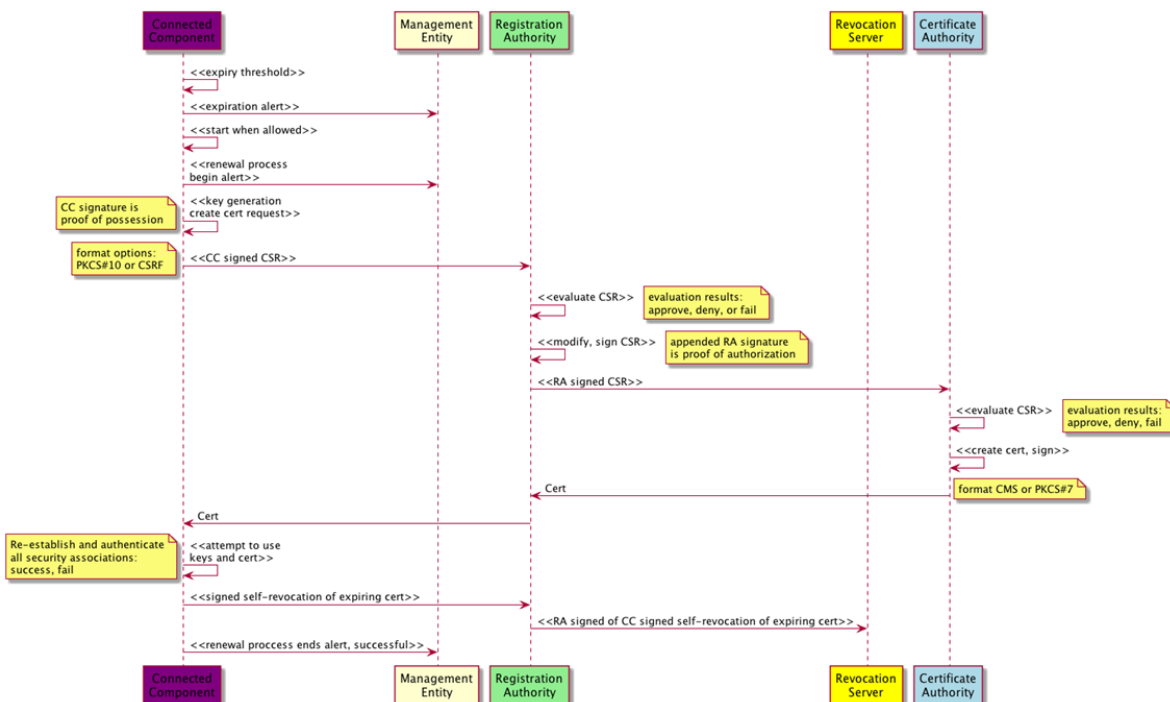 Connected
Component
Management
Entity
Registration
Authority
Revocation
Server
Certificate
Authority
<<expiry threshold>>
<<expiration alert>>
<<start when allowed>>
<<renewal process
begin alert>>
CC signature is
proof of possession
<<key generation
create cert request>>
format options:
PKCS#10 or CSRF
<<CC signed CSR>>
<<evaluate CSR>>
evaluation results:
approve, deny, or fail
<<modify, sign CSR>>
appended RA signature
is proof of authorization
<<RA signed CSR>>
<<evaluate CSR>>
evaluation results:
approve, deny, fail
<<create cert, sign>>
Cert
format CMS or PKCS#7
Cert
Re-establish and authenticate
all security associations:
success, fail
<<attempt to use
keys and cert>>
<<signed self-revocation of expiring cert>>
<<RA signed of CC signed self-revocation of expiring cert>>
<<renewal proccess ends alert, successful>>
Connected
Component
Management
Entity
Registration
Authority
Revocation
Server
Certificate
Authority